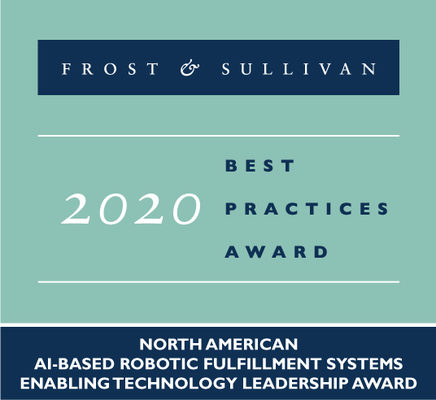 FROST & SULLIVAN
2020
BEST
PRACTICES
AWARD
NORTH AMERICAN
AI-BASED ROBOTIC FULFILLMENT SYSTEMS
ENABLING TECHNOLOGY LEADERSHIP AWARD